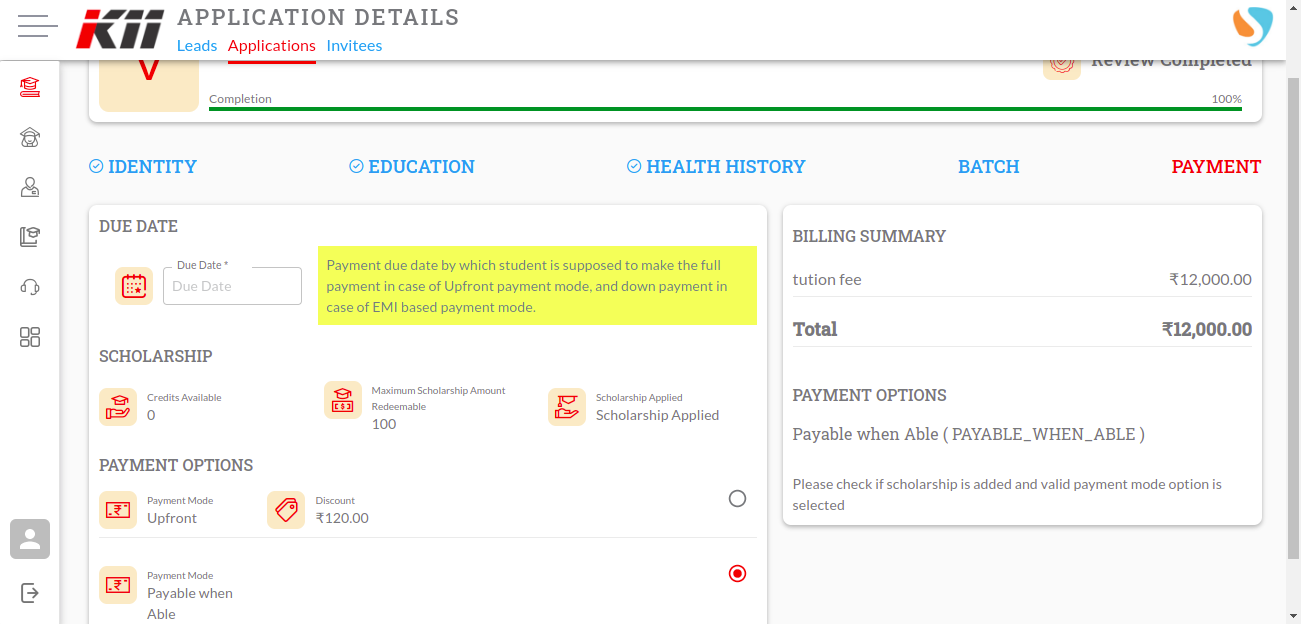 KII APPLICATION DETAILS
Leads Applications Invitees
V
Review Completed
Completion 100%
IDENTITY EDUCATION HEALTH HISTORY BATCH PAYMENT
DUE DATE
Due Date *
Due Date
Payment due date by which student is supposed to make the full
payment in case of Upfront payment mode, and down payment in
case of EMI based payment mode.
SCHOLARSHIP
Credits Available
0
Maximum Scholarship Amount
Redeemable
100
Scholarship Applied
Scholarship Applied
PAYMENT OPTIONS
Payment Mode
Upfront
Discount
₹120.00
Payment Mode
Payable when
Able
BILLING SUMMARY
tution fee ₹12,000.00
Total ₹12,000.00
PAYMENT OPTIONS
Payable when Able ( PAYABLE_WHEN_ABLE )
Please check if scholarship is added and valid payment mode option is
selected